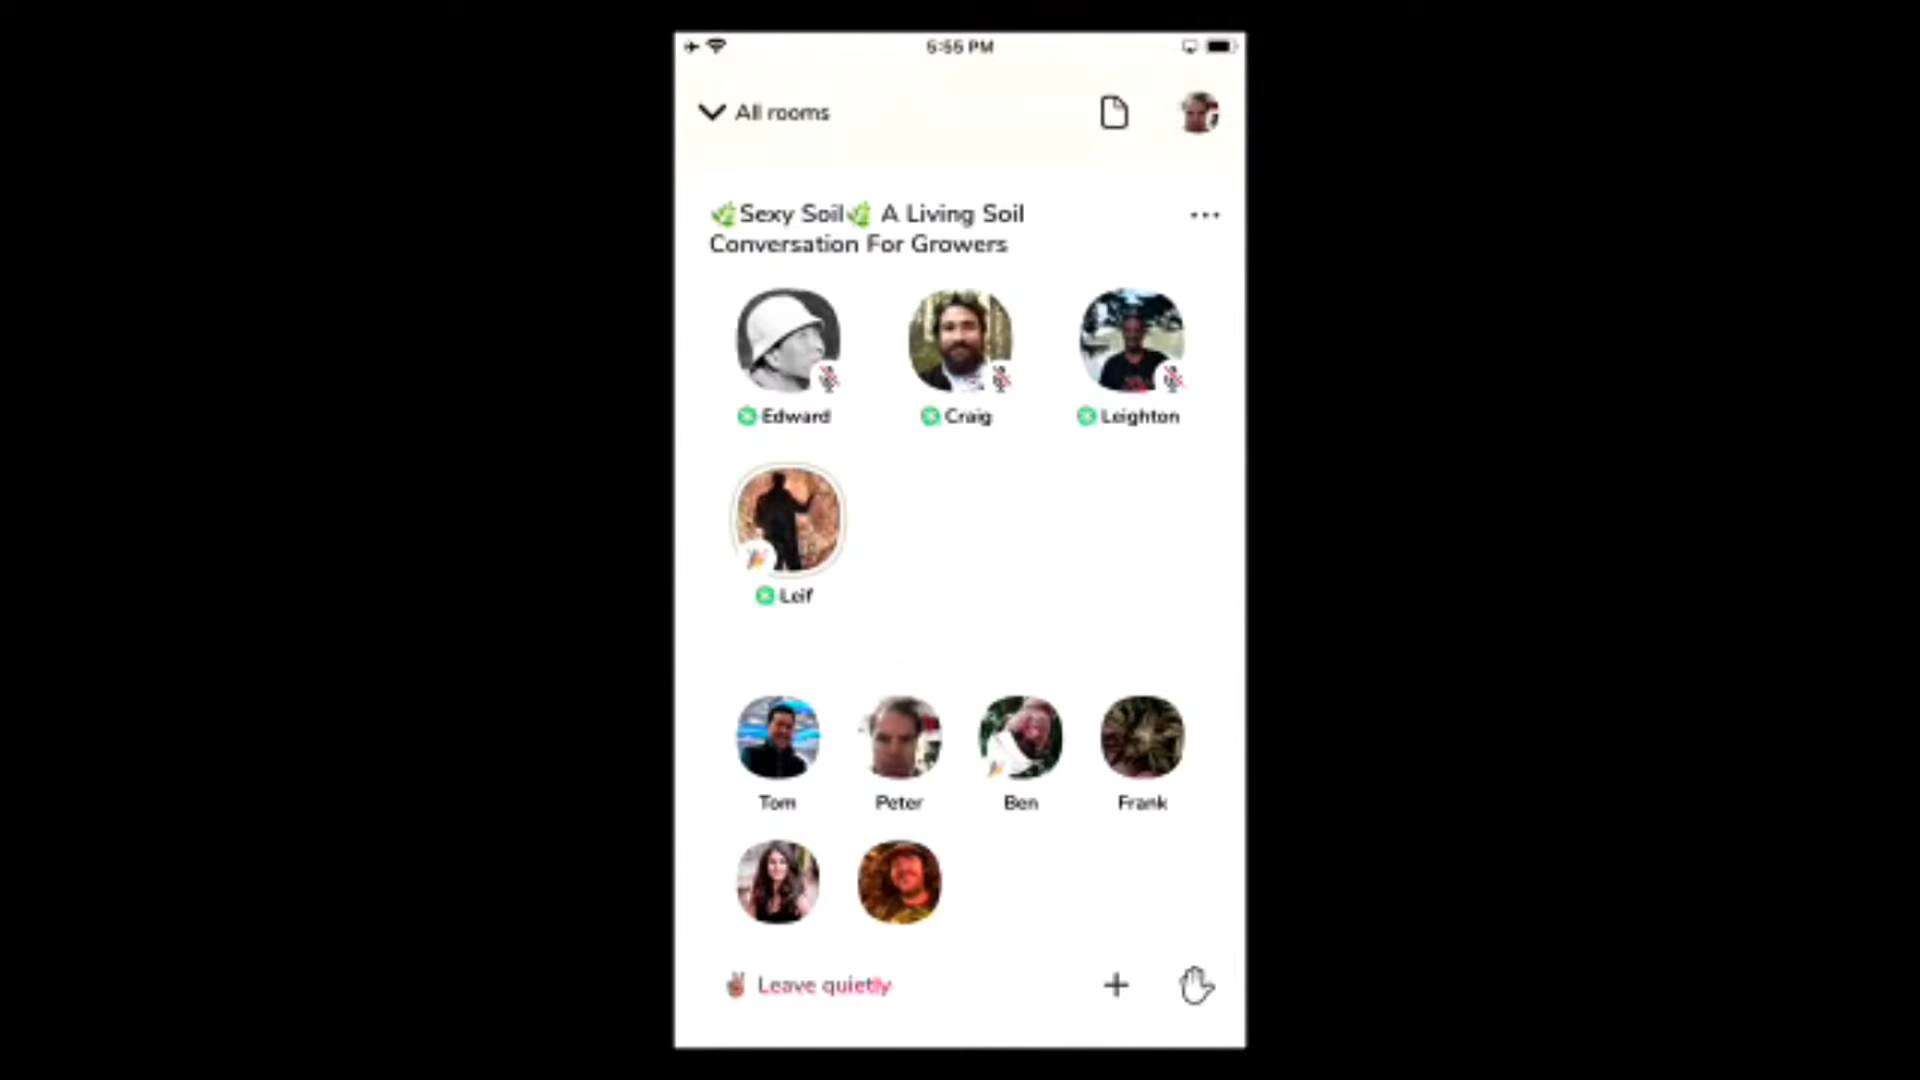 5:55 PM
All rooms
Sexy Soil A Living Soil
Conversation For Growers
Edward Craig Leighton
Leif
Tom Peter Ben Frank
Leave quietly